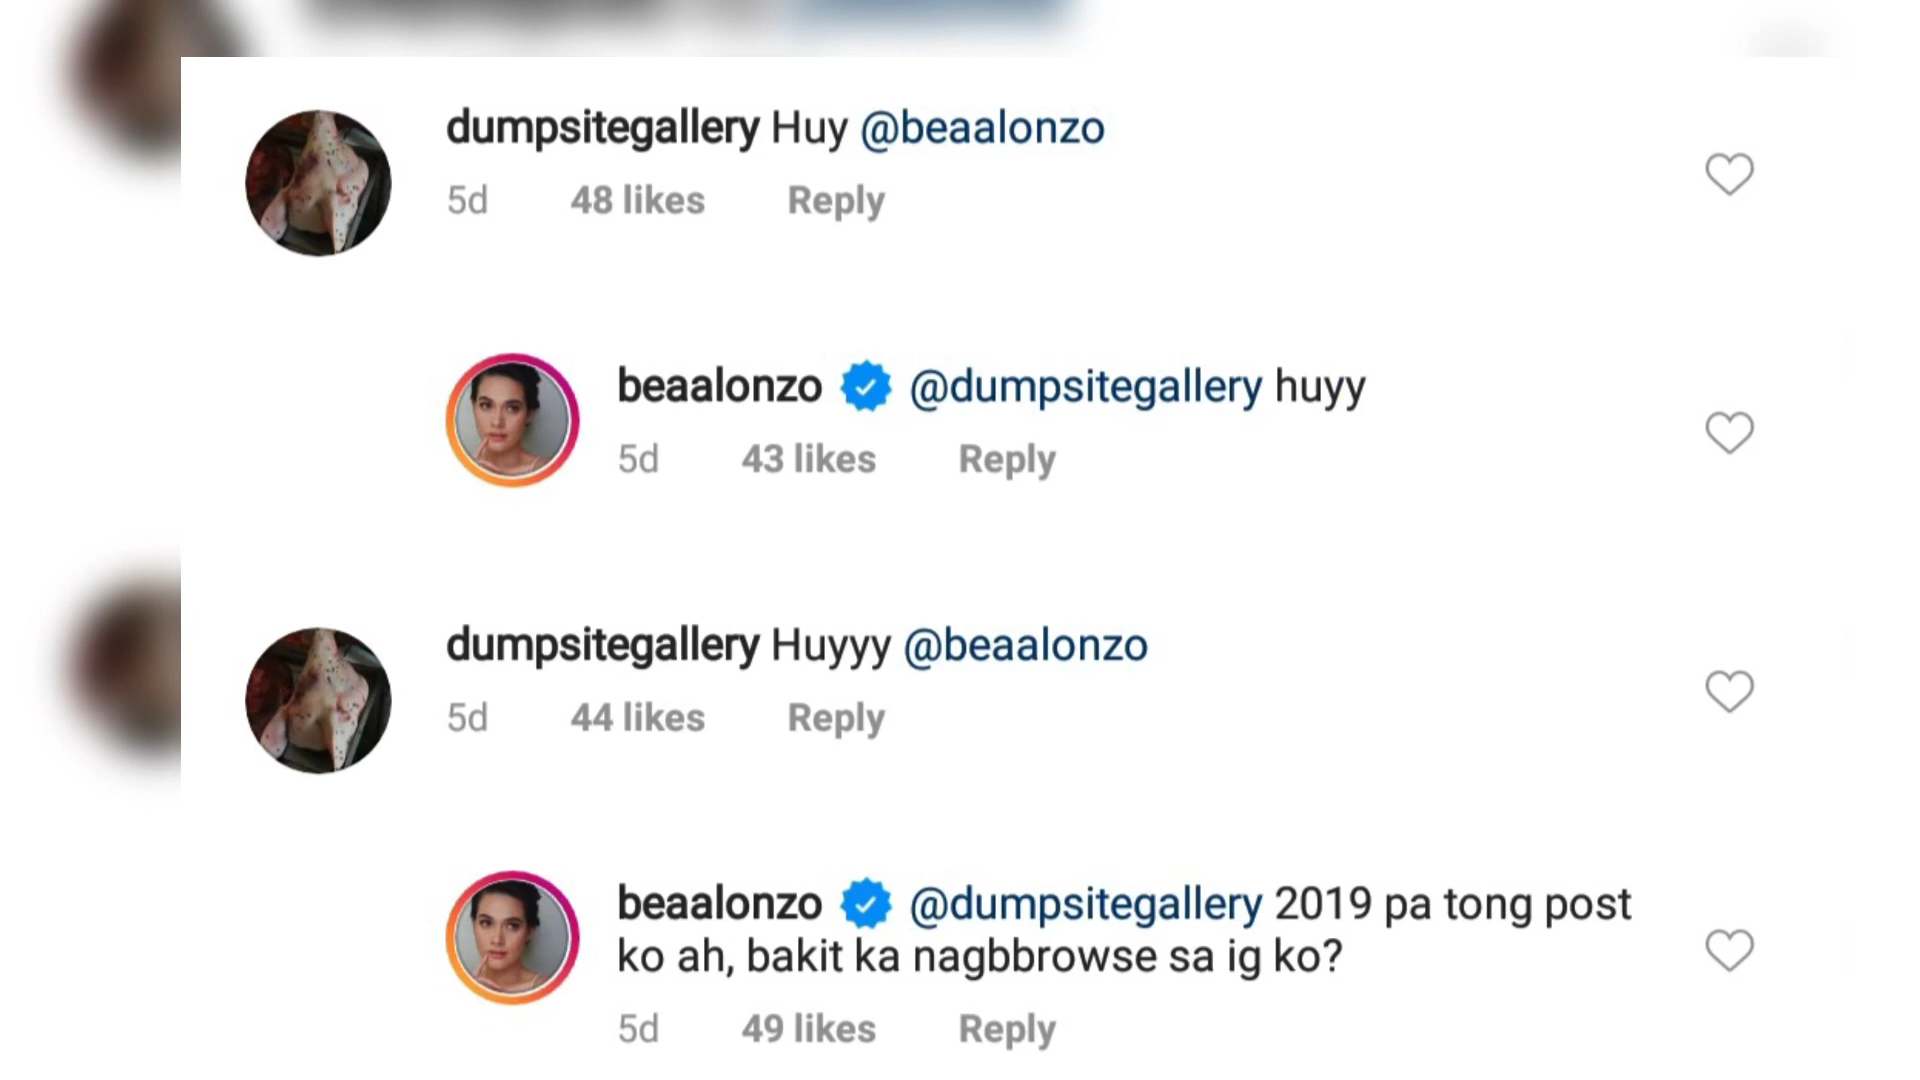 dumpsitegallery Huy @beaalonzo
5d 48 likes Reply
beaalonzo @dumpsitegallery huyy
5d 43 likes Reply
dumpsitegallery Huyyy @beaalonzo
5d 44 likes Reply
beaalonzo @dumpsitegallery 2019 pa tong post
ko ah, bakit ka nagbbrowse sa ig ko?
5d 49 likes Reply